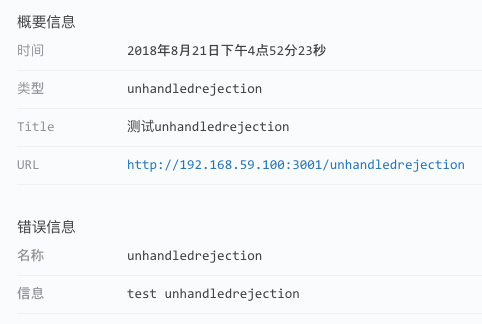 概要信息
时间 2018年8月21日下午4点52分23秒
类型 unhandledrejection
Title 测试unhandledrejection
URL http://192.168.59.100:3001/unhandledrejection
错误信息
名称 unhandledrejection
信息 test unhandledrejection